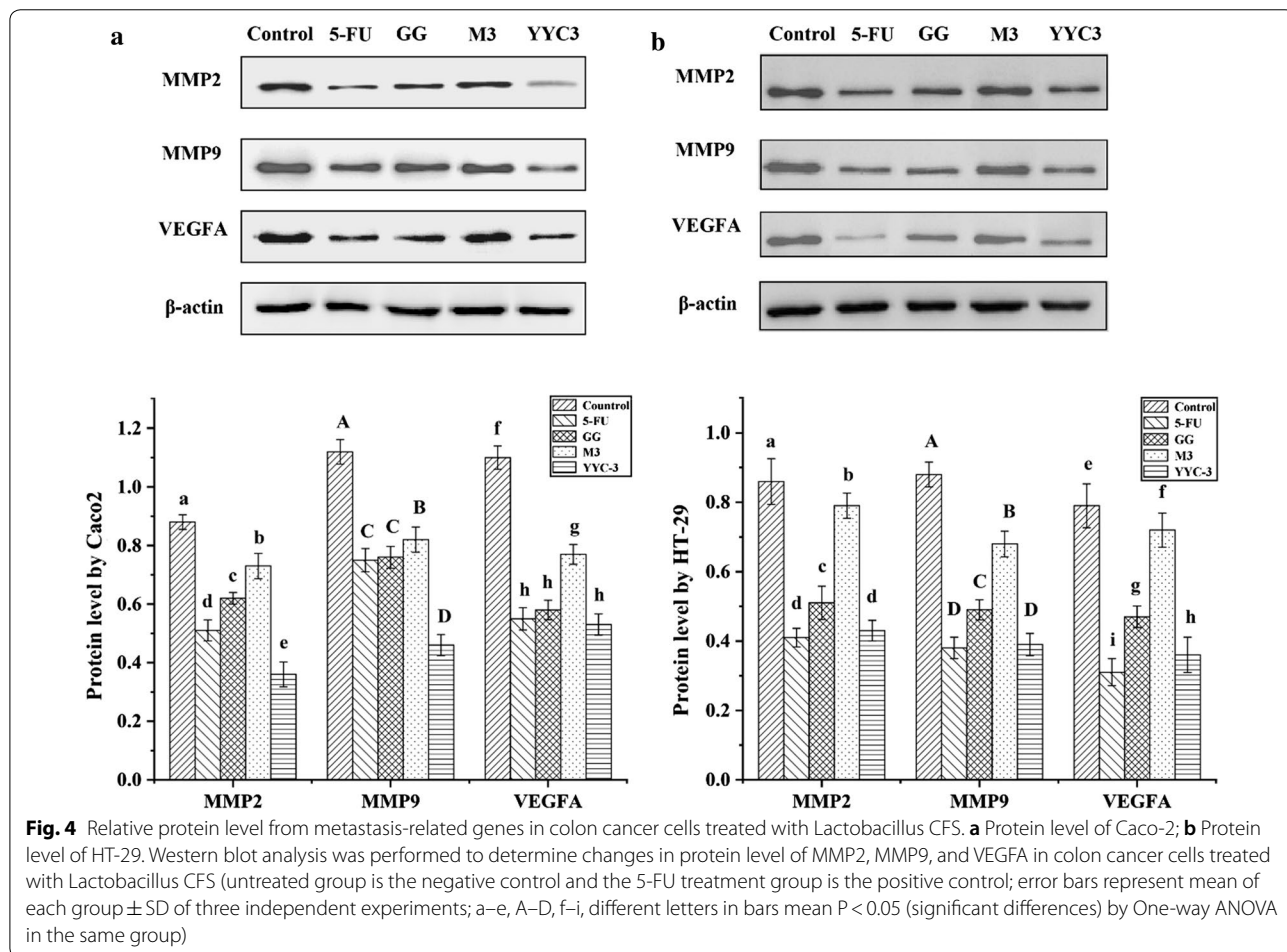 a
Control 5-FU GG M3 YYC3
MMP2
MMP9
VEGFA
β-actin
b
Control 5-FU GG M3 YYC3
MMP2
MMP9
VEGFA
β-actin
Protein level by Caco2
1.2
1.0
0.8
0.6
0.4
0.2
0.0
Countrol
5-FU
GG
M3
YYC-3
a
d
c
b
e
A
C
C
B
D
f
h
h
g
h
MMP2 MMP9 VEGFA
Protein level by HT-29
1.0
0.8
0.6
0.4
0.2
0.0
Control
5-FU
GG
M3
YYC-3
a
d
c
b
d
A
D
C
B
D
e
i
g
f
h
MMP2 MMP9 VEGFA
Fig. 4 Relative protein level from metastasis-related genes in colon cancer cells treated with Lactobacillus CFS. a Protein level of Caco-2; b Protein
level of HT-29. Western blot analysis was performed to determine changes in protein level of MMP2, MMP9, and VEGFA in colon cancer cells treated
with Lactobacillus CFS (untreated group is the negative control and the 5-FU treatment group is the positive control; error bars represent mean of
each group ± SD of three independent experiments; a–e, A–D, f–i, different letters in bars mean P < 0.05 (significant differences) by One-way ANOVA
in the same group)